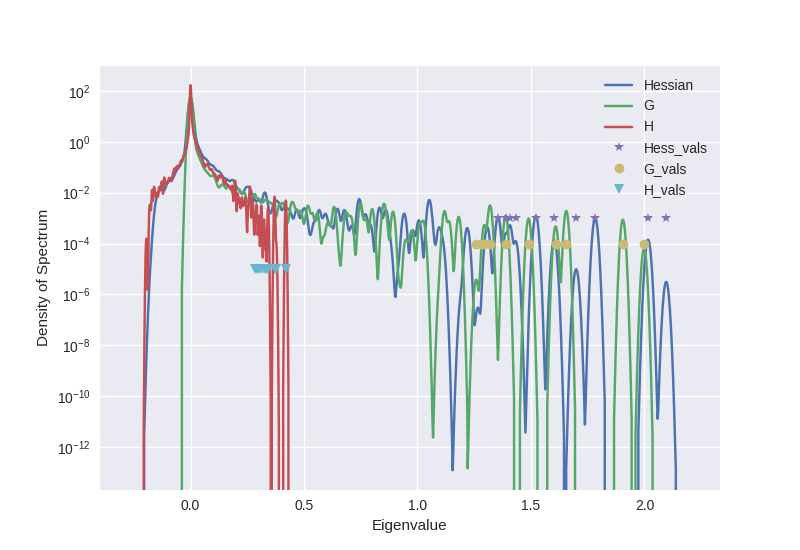 10^2
10^0
10^-2
10^-4
10^-6
10^-8
10^-10
10^-12
Density of Spectrum
0.0 0.5 1.0 1.5 2.0
Eigenvalue
Hessian
G
H
Hess_vals
G_vals
H_vals